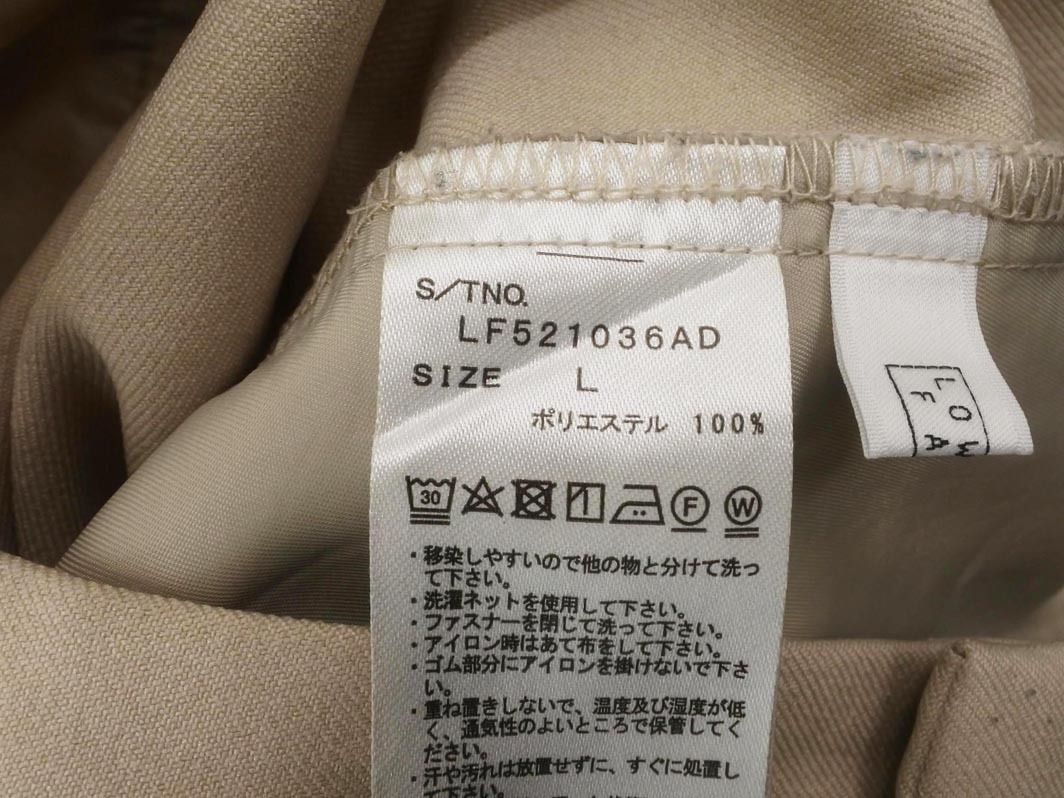 S/TNO.
LF521036AD
SIZE L
ポリエステル 100%
30
F
W
・移染しやすいので他の物と分けて洗っ
て下さい。
・洗濯ネットを使用して下さい。
・ファスナーを閉じて洗って下さい。
・アイロン時はあて布をして下さい。
・ゴム部分にアイロンを掛けないで下さ
い。
・重ね置きしないで、温度及び湿度が低
く、通気性のよいところで保管してく
ださい。
・汗や汚れは放置せずに、すぐに処置し
て下さい。
LOW
FA